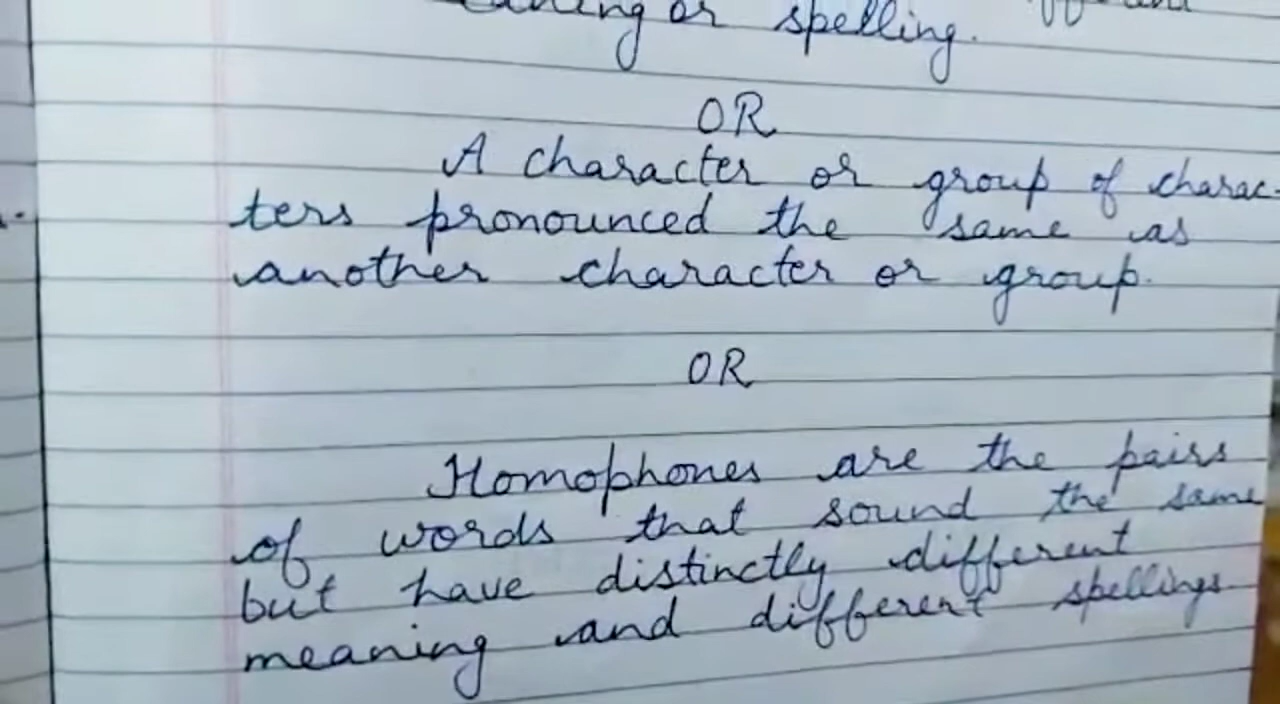 or spelling.
OR
A character or group of charac-
ters pronounced the same as
another character or group.
OR
Homophones are the pairs
of words that sound the same
but have distinctly different
meaning and different spellings